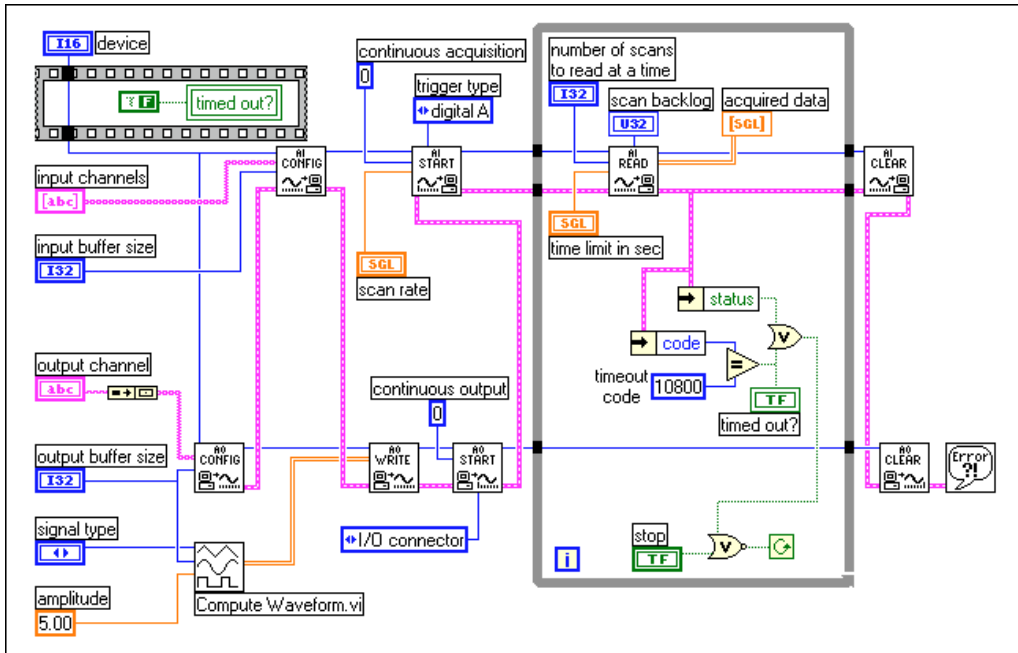 I16 device
F timed out?
input channels
[abc]
input buffer size
I32
AI CONFIG
continuous acquisition
0
trigger type
digital A
AI START
SGL
scan rate
number of scans
to read at a time
I32
scan backlog
U32
acquired data
[SGL]
AI READ
SGL
time limit in sec
AI CLEAR
status
code
timeout
code
10800
TF
timed out?
output channel
abc
output buffer size
I32
AO CONFIG
signal type
amplitude
5.00
Compute Waveform.vi
continuous output
0
AO WRITE
AO START
I/O connector
i
stop
TF
AO CLEAR
Error
?!